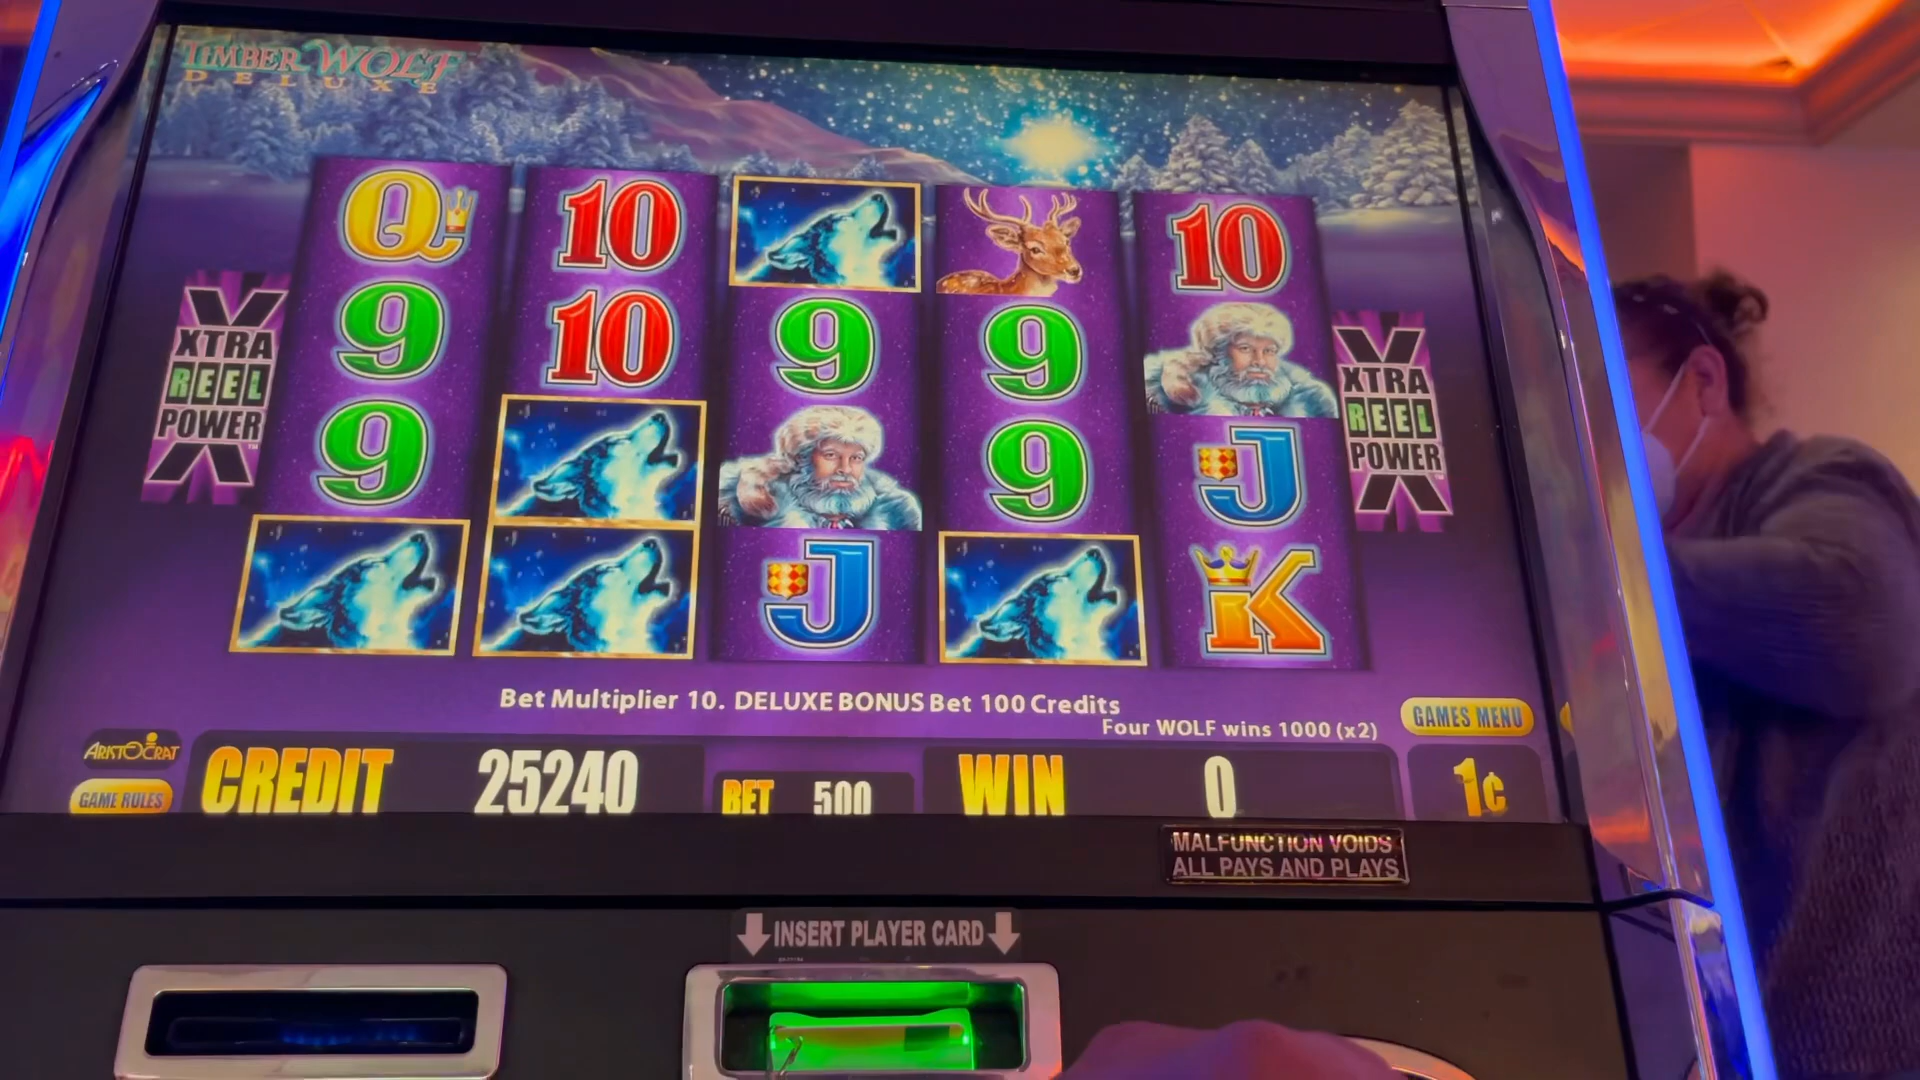 TIMBER WOLF
DELUXE
Q 10 10
9 10 9 9
9 9 J
J K
XTRA
REEL
POWER
TM
XTRA
REEL
POWER
Bet Multiplier 10. DELUXE BONUS Bet 100 Credits
Four WOLF wins 1000 (x2)
GAMES MENU
ARISTOCRAT
GAME RULES
CREDIT 25240 BET 500 WIN 0 1¢
MALFUNCTION VOIDS
ALL PAYS AND PLAYS
INSERT PLAYER CARD